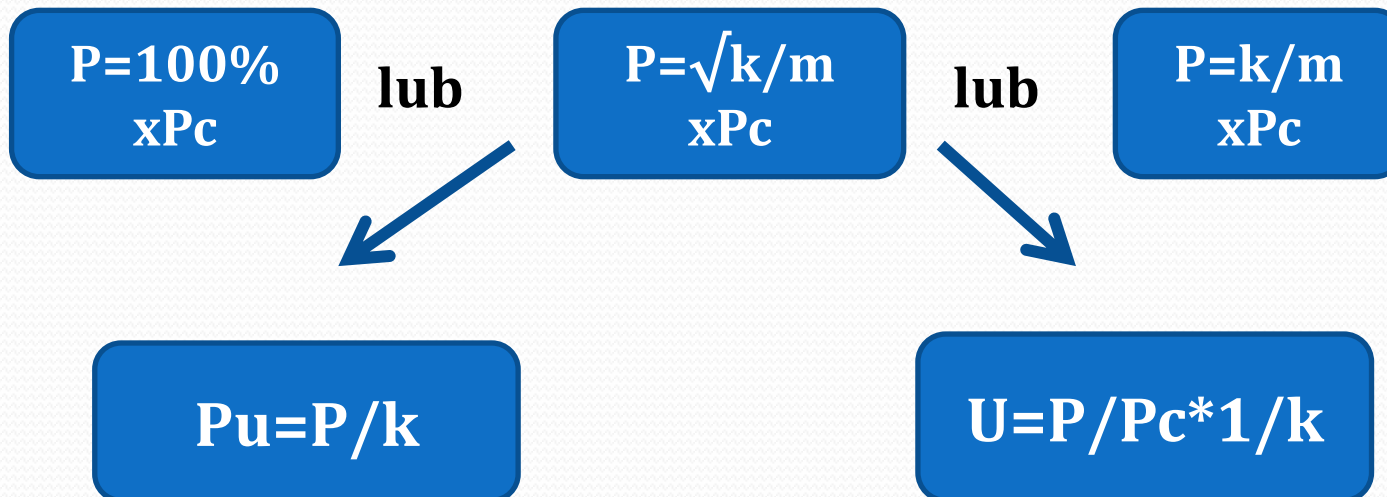 P=100%
xPc
lub
P=√k/m
xPc
lub
P=k/m
xPc
Pu=P/k
U=P/Pc*1/k